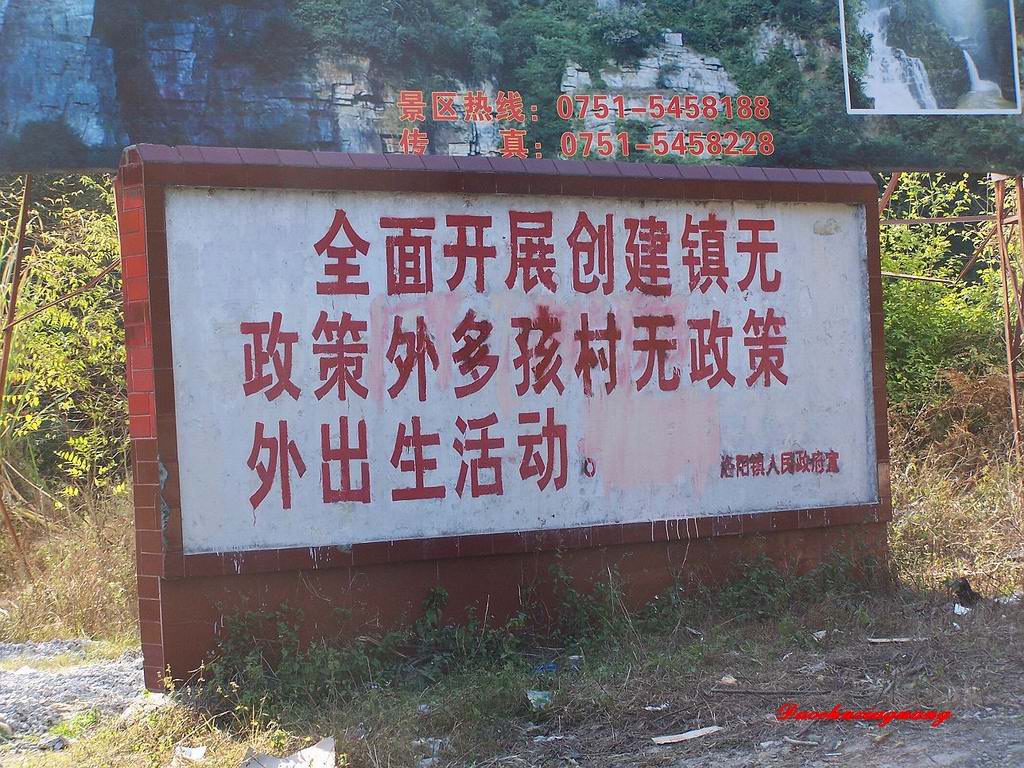 景区热线：0751-5458188
传 真：0751-5458228
全面开展创建镇无
政策外多孩村无政策
外出生活动。
洛阳镇人民政府宣
Daoohuouymong